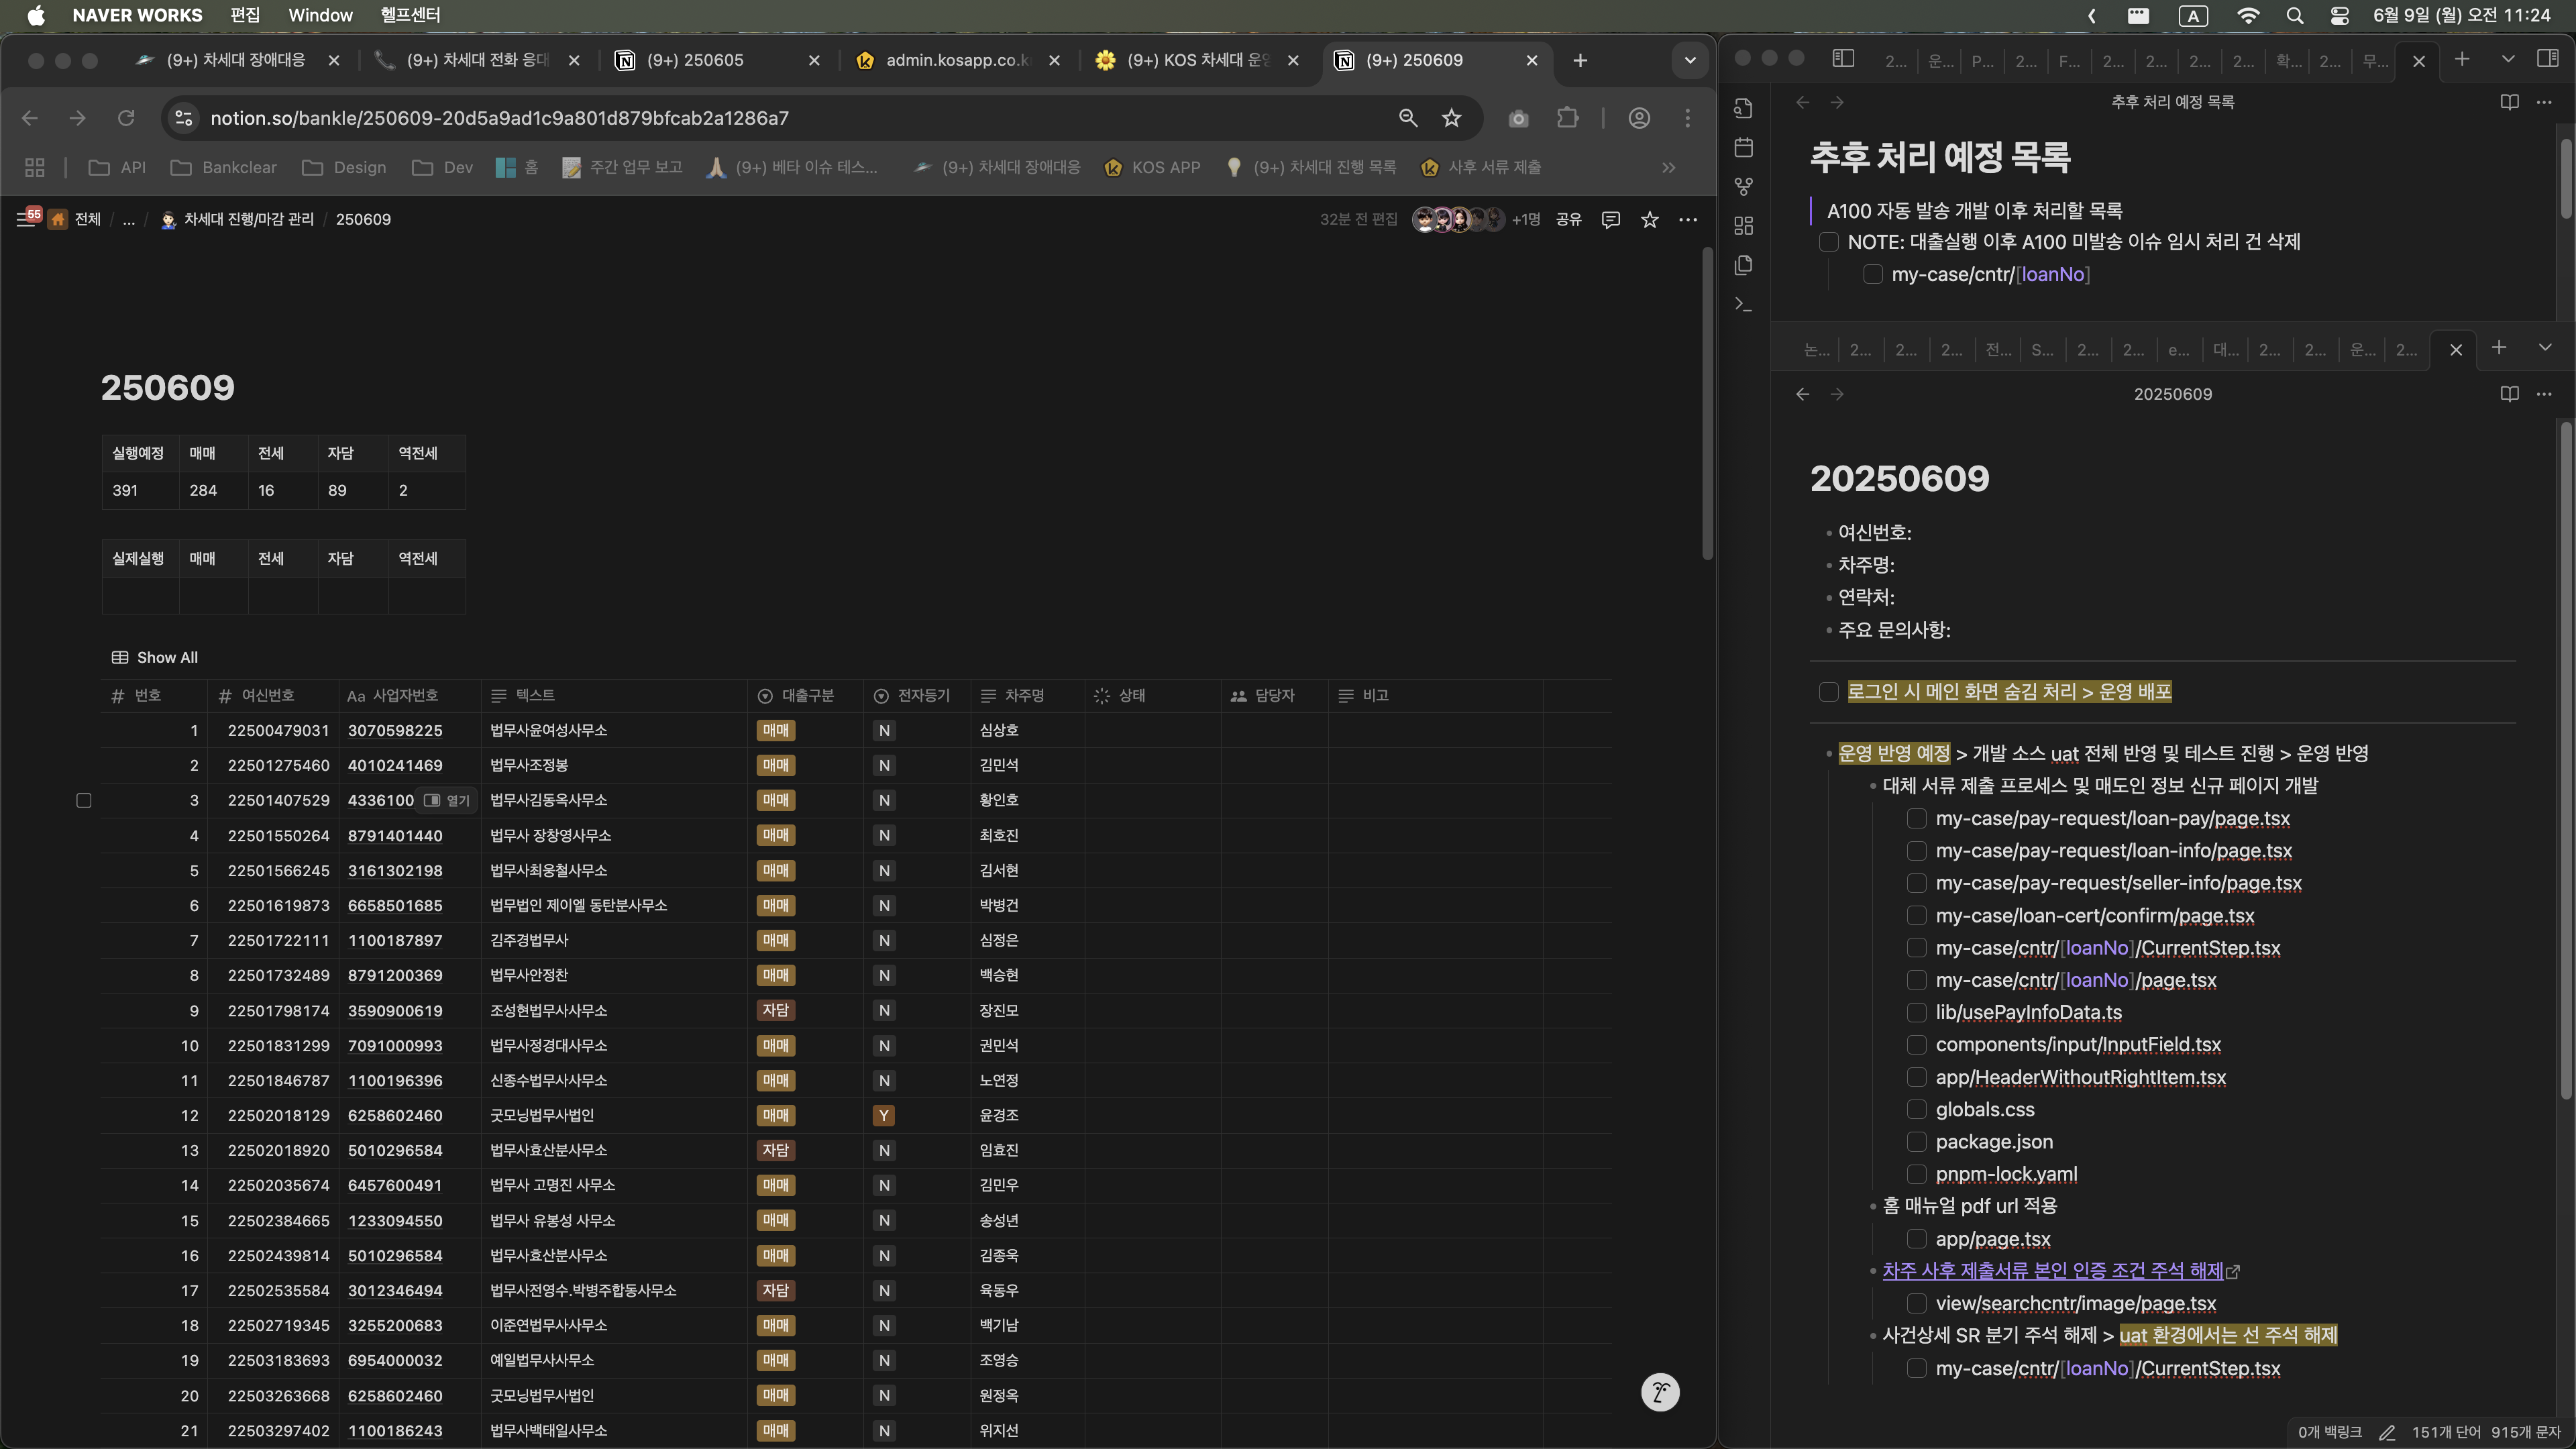 NAVER WORKS 편집 Window 헬프센터
A 6월 9일 (월) 오전 11:24
(9+) 차세대 장애대응 (9+) 차세대 전화 응대 (9+) 250605 admin.kosapp.co.k (9+) KOS 차세대 운영 (9+) 250609
notion.so/bankle/250609-20d5a9ad1c9a801d879bfcab2a1286a7
API Bankclear Design Dev 홈 주간 업무 보고 (9+) 베타 이슈 테스... (9+) 차세대 장애대응 KOS APP (9+) 차세대 진행 목록 사후 서류 제출
55 전체 / ... / 차세대 진행/마감 관리 / 250609
32분 전 편집 +1명 공유
250609
실행예정 매매 전세 자담 역전세
391 284 16 89 2
실제실행 매매 전세 자담 역전세
Show All
번호 여신번호 Aa 사업자번호 텍스트 대출구분 전자등기 차주명 상태 담당자 비고
1 22500479031 3070598225 법무사윤여성사무소 매매 N 심상호
2 22501275460 4010241469 법무사조정봉 매매 N 김민석
3 22501407529 4336100 열기 법무사김동옥사무소 매매 N 황인호
4 22501550264 8791401440 법무사 장창영사무소 매매 N 최호진
5 22501566245 3161302198 법무사최웅철사무소 매매 N 김서현
6 22501619873 6658501685 법무법인 제이엘 동탄분사무소 매매 N 박병건
7 22501722111 1100187897 김주경법무사 매매 N 심정은
8 22501732489 8791200369 법무사안정찬 매매 N 백승현
9 22501798174 3590900619 조성현법무사사무소 자담 N 장진모
10 22501831299 7091000993 법무사정경대사무소 매매 N 권민석
11 22501846787 1100196396 신종수법무사사무소 매매 N 노연정
12 22502018129 6258602460 굿모닝법무사법인 매매 Y 윤경조
13 22502018920 5010296584 법무사효산분사무소 자담 N 임효진
14 22502035674 6457600491 법무사 고명진 사무소 매매 N 김민우
15 22502384665 1233094550 법무사 유봉성 사무소 매매 N 송성년
16 22502439814 5010296584 법무사효산분사무소 매매 N 김종욱
17 22502535584 3012346494 법무사전영수.박병주합동사무소 자담 N 육동우
18 22502719345 3255200683 이준연법무사사무소 매매 N 백기남
19 22503183693 6954000032 예일법무사사무소 매매 N 조영승
20 22503263668 6258602460 굿모닝법무사법인 매매 N 원정옥
21 22503297402 1100186243 법무사백태일사무소 매매 N 위지선
2... 운... P... 2... F... 2... 2... 2... 2... 확... 2... 무...
추후 처리 예정 목록
추후 처리 예정 목록
A100 자동 발송 개발 이후 처리할 목록
NOTE: 대출실행 이후 A100 미발송 이슈 임시 처리 건 삭제
my-case/cntr/[loanNo]
논... 2... 2... 2... 전... S... 2... 2... e... 대... 2... 2... 운... 2...
20250609
20250609
여신번호:
차주명:
연락처:
주요 문의사항:
로그인 시 메인 화면 숨김 처리 > 운영 배포
운영 반영 예정 > 개발 소스 uat 전체 반영 및 테스트 진행 > 운영 반영
대체 서류 제출 프로세스 및 매도인 정보 신규 페이지 개발
my-case/pay-request/loan-pay/page.tsx
my-case/pay-request/loan-info/page.tsx
my-case/pay-request/seller-info/page.tsx
my-case/loan-cert/confirm/page.tsx
my-case/cntr/[loanNo]/CurrentStep.tsx
my-case/cntr/[loanNo]/page.tsx
lib/usePayInfoData.ts
components/input/InputField.tsx
app/HeaderWithoutRightItem.tsx
globals.css
package.json
pnpm-lock.yaml
홈 매뉴얼 pdf url 적용
app/page.tsx
차주 사후 제출서류 본인 인증 조건 주석 해제
view/searchcntr/image/page.tsx
사건상세 SR 분기 주석 해제 > uat 환경에서는 선 주석 해제
my-case/cntr/[loanNo]/CurrentStep.tsx
0개 백링크 151개 단어 915개 문자